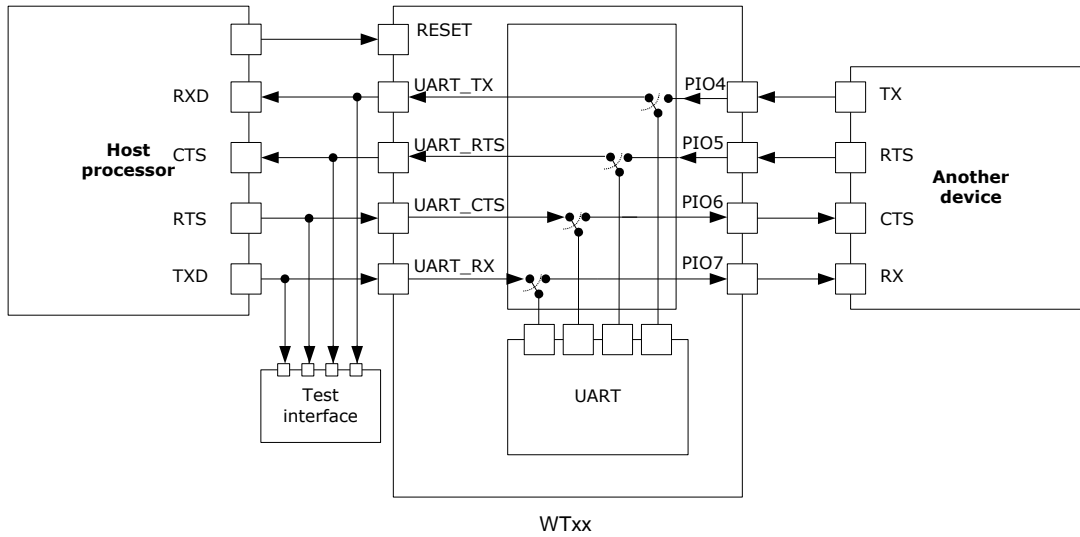 RESET
RXD
UART_TX
PIO4
TX
Host
processor
CTS
UART_RTS
PIO5
RTS
Another
device
RTS
UART_CTS
PIO6
CTS
TXD
UART_RX
PIO7
RX
Test
interface
UART
WTxx